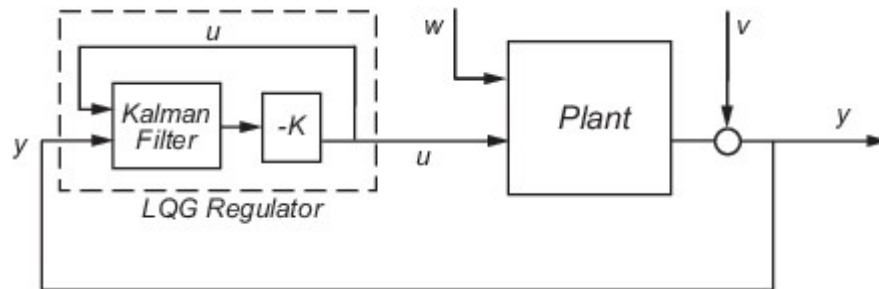 u
w
v
Kalman
Filter
-K
Plant
y
y
u
LQG Regulator